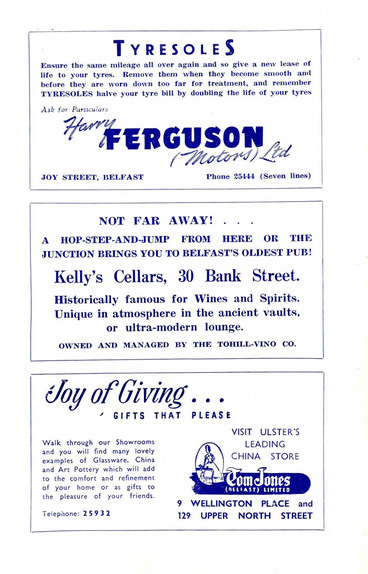 TYRESOLES
Ensure the same mileage all over again and so give a new lease of
life to your tyres. Remove them when they become smooth and
before they are worn down too far for treatment, and remember
TYRESOLES halve your tyre bill by doubling the life of your tyres
Ask for Particulars
Harry
FERGUSON
(Motors) Ltd
JOY STREET, BELFAST Phone 25444 (Seven lines)
NOT FAR AWAY! . . .
A HOP-STEP-AND-JUMP FROM HERE OR THE
JUNCTION BRINGS YOU TO BELFAST'S OLDEST PUB!
Kelly's Cellars, 30 Bank Street.
Historically famous for Wines and Spirits.
Unique in atmosphere in the ancient vaults,
or ultra-modern lounge.
OWNED AND MANAGED BY THE TOHILL-VINO CO.
Joy of Giving . . .
GIFTS THAT PLEASE
Walk through our Showrooms
and you will find many lovely
examples of Glassware, China
and Art Pottery which will add
to the comfort and refinement
of your home or as gifts to
the pleasure of your friends.
Telephone: 25932
VISIT ULSTER'S
LEADING
CHINA STORE
Tom Jones
(BELFAST) LIMITED
9 WELLINGTON PLACE and
129 UPPER NORTH STREET